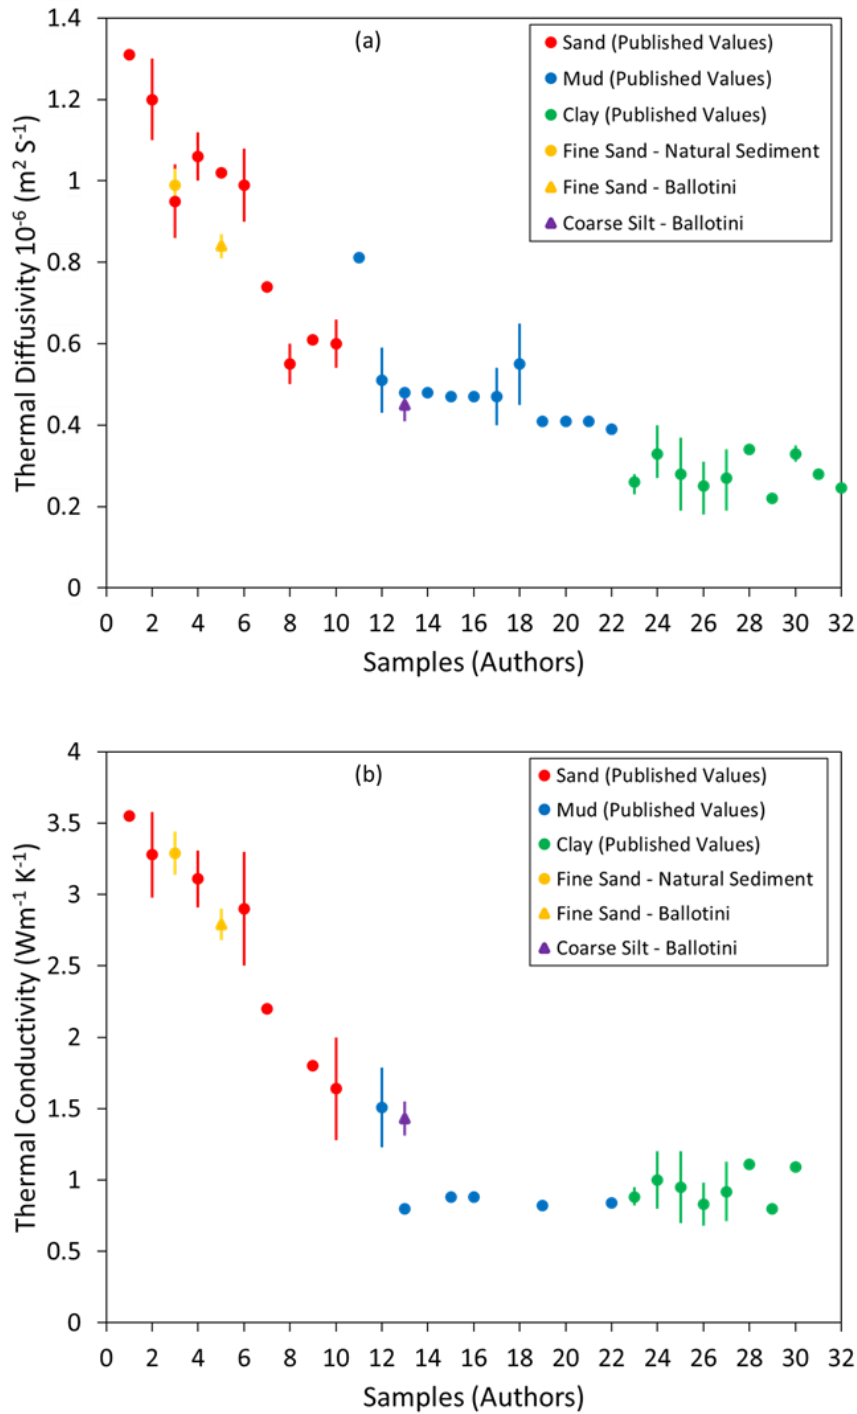 (a)
1.4
1.2
1
0.8
0.6
0.4
0.2
0
Thermal Diffusivity 10⁻⁶ (m² S⁻¹)
Sand (Published Values)
Mud (Published Values)
Clay (Published Values)
Fine Sand - Natural Sediment
Fine Sand - Ballotini
Coarse Silt - Ballotini
0 2 4 6 8 10 12 14 16 18 20 22 24 26 28 30 32
Samples (Authors)
(b)
4
3.5
3
2.5
2
1.5
1
0.5
0
Thermal Conductivity (Wm⁻¹ K⁻¹)
Sand (Published Values)
Mud (Published Values)
Clay (Published Values)
Fine Sand - Natural Sediment
Fine Sand - Ballotini
Coarse Silt - Ballotini
0 2 4 6 8 10 12 14 16 18 20 22 24 26 28 30 32
Samples (Authors)